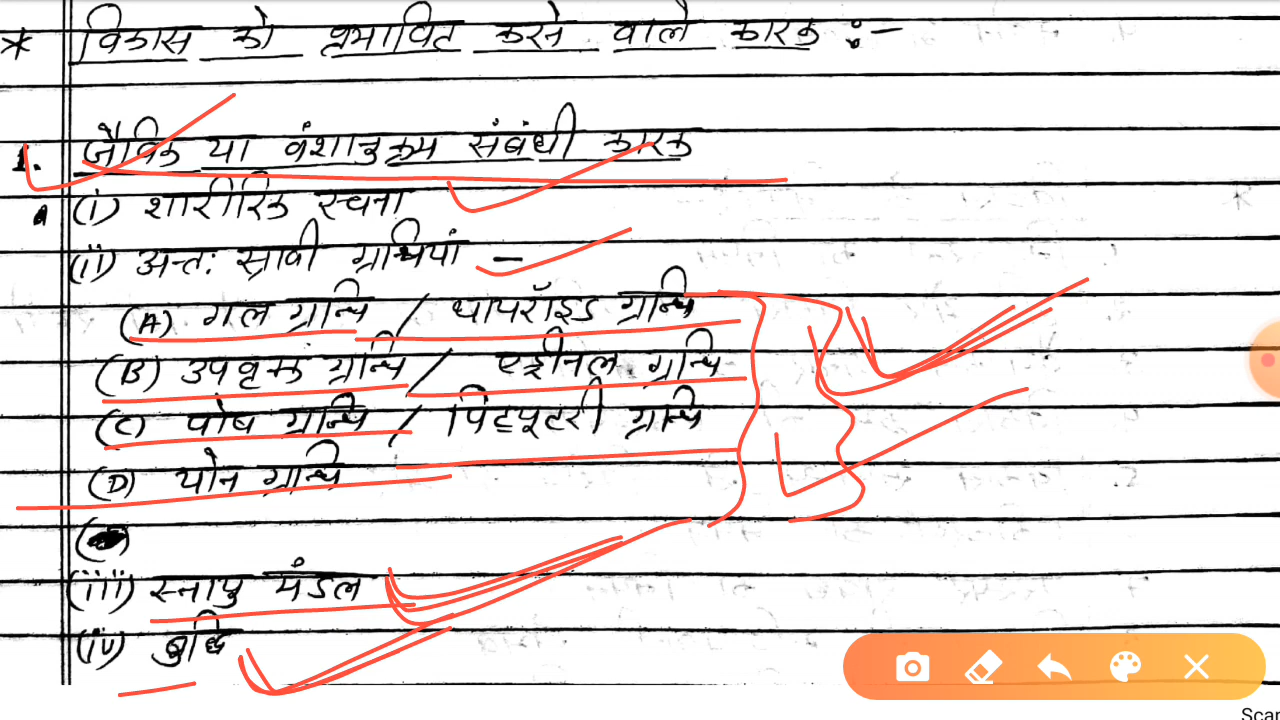 * विकास को प्रभावित करने वाले कारक :-
1. जैविक या वंशानुक्रम संबंधी कारक
(i) शारीरिक रचना
(ii) अन्त: स्रावी ग्रन्थियां -
(A) गल ग्रन्थि / थायरॉइड ग्रन्थि
(B) उपवृक्क ग्रन्थि / एड्रीनल ग्रन्थि
(C) पोष ग्रन्थि / पिट्यूटरी ग्रन्थि
(D) योन ग्रन्थि
(iii) स्नायु मंडल
(iv) बुद्धि
Scan